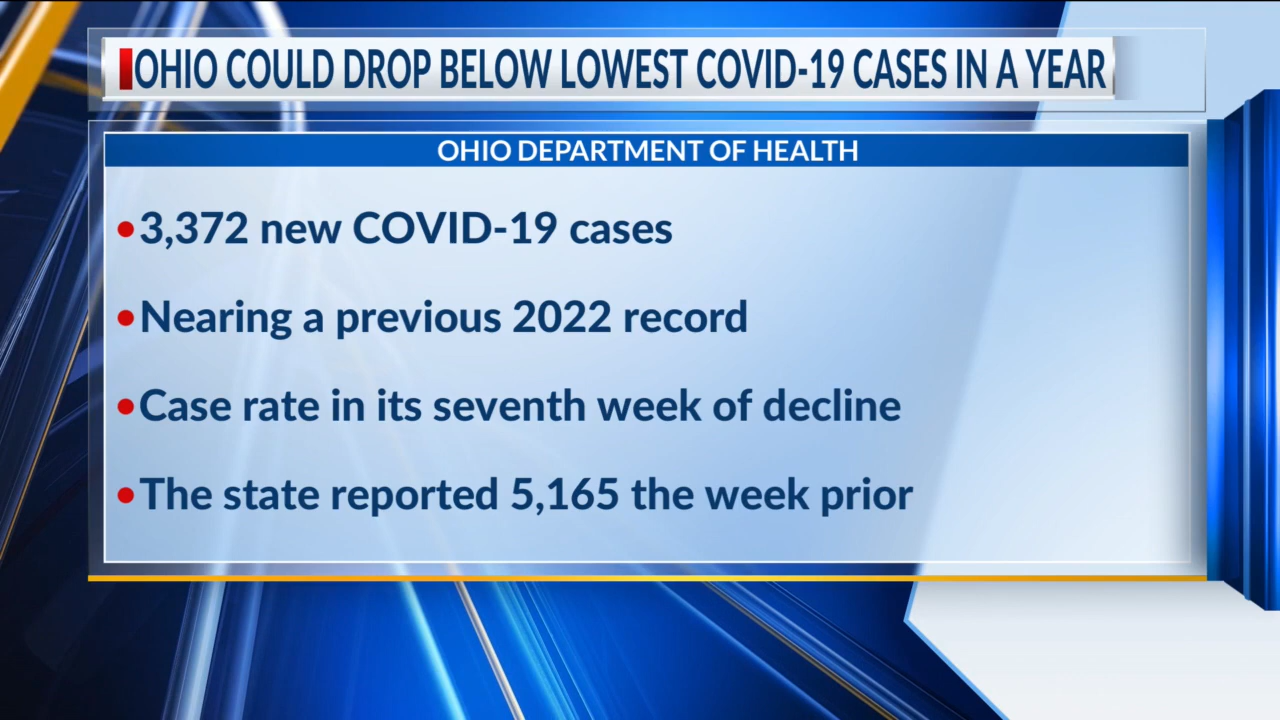 OHIO COULD DROP BELOW LOWEST COVID-19 CASES IN A YEAR
OHIO DEPARTMENT OF HEALTH
•3,372 new COVID-19 cases
•Nearing a previous 2022 record
•Case rate in its seventh week of decline
•The state reported 5,165 the week prior